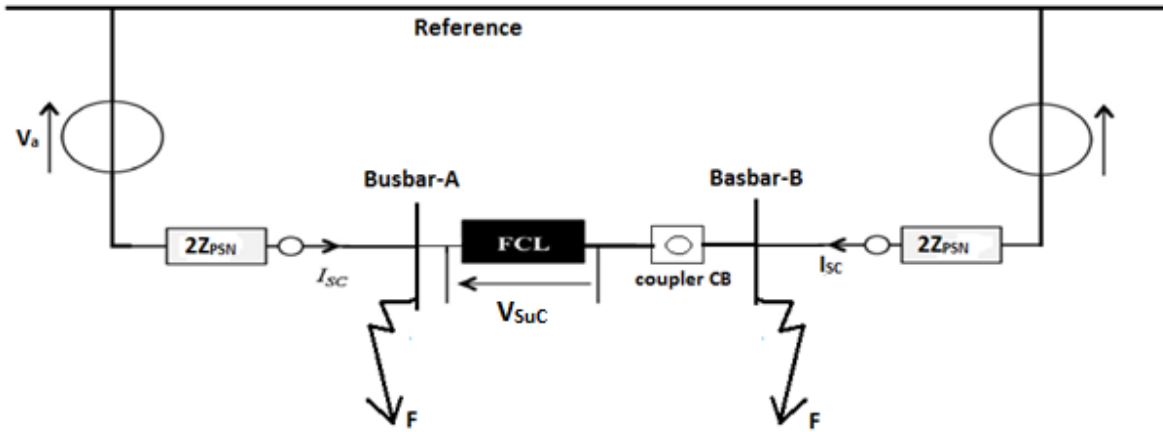 Reference
Va
Busbar-A
Basbar-B
2ZPSN
ISC
FCL
coupler CB
ISC
2ZPSN
VSuC
F
F